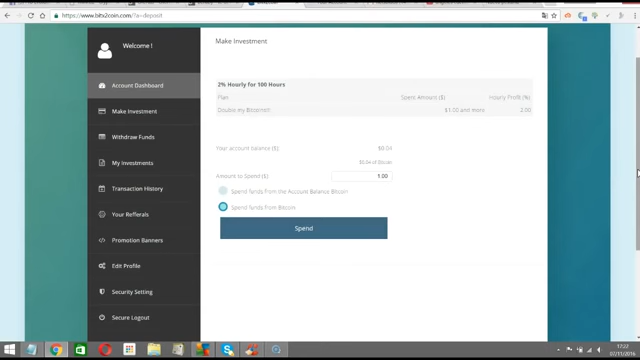 https://www.bitx2coin.com/?a=deposit
Welcome !
Account Dashboard
Make Investment
Withdraw Funds
My Investments
Transaction History
Your Refferals
Promotion Banners
Edit Profile
Security Setting
Secure Logout
Make Investment
2% Hourly for 100 Hours
Plan Spent Amount ($) Hourly Profit (%)
Double my Bitcoin!!! $1.00 and more 2.00
Your account balance ($): $0.04
$0.04 of Bitcoin
Amount to Spend ($): 1.00
Spend funds from the Account Balance Bitcoin
Spend funds from Bitcoin
Spend
17:22
07/11/2016